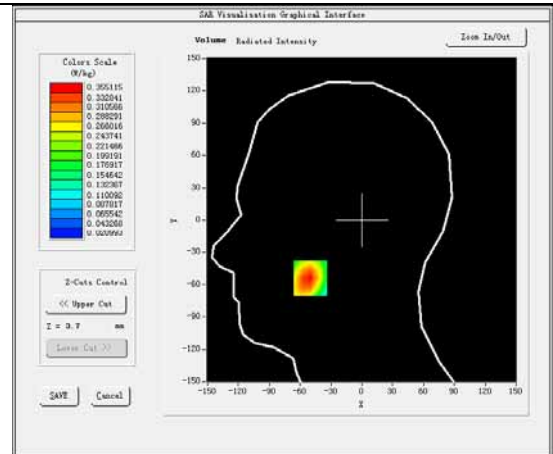 SAR Visualisation Graphical Interface
Volume Radiated Intensity
Zoom In/Out
Colors Scale
(W/kg)
0.355115
0.332841
0.310566
0.288291
0.266016
0.243741
0.221466
0.199191
0.176917
0.154642
0.132367
0.110092
0.087817
0.065542
0.043268
0.020993
150
120
90
60
30
Y 0
-30
-60
-90
-120
-150
-150 -120 -90 -60 -30 0 30 60 90 120 150
X
Z-Cuts Control
<< Upper Cut
Z = 3.7 mm
Lower Cut >>
SAVE Cancel